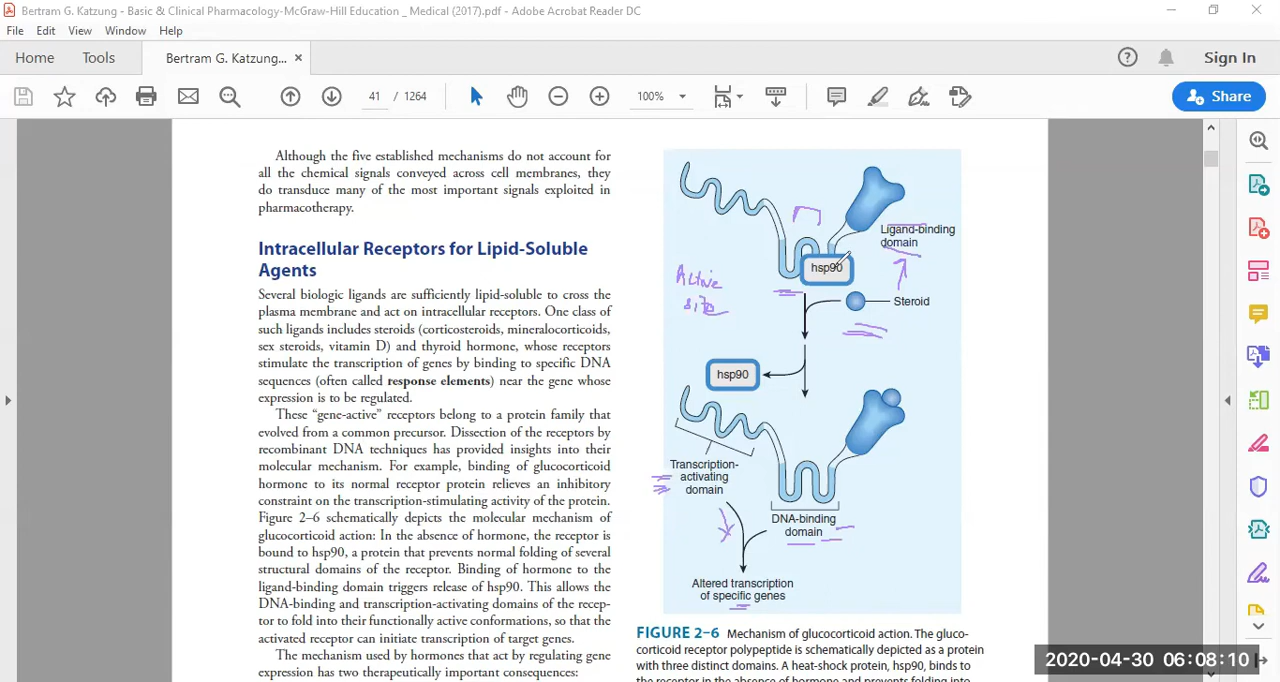 Bertram G. Katzung - Basic & Clinical Pharmacology-McGraw-Hill Education _ Medical (2017).pdf - Adobe Acrobat Reader DC
File Edit View Window Help
Home Tools Bertram G. Katzung... × Sign In
41 / 1264 100% Share
Although the five established mechanisms do not account for
all the chemical signals conveyed across cell membranes, they
do transduce many of the most important signals exploited in
pharmacotherapy.
Intracellular Receptors for Lipid-Soluble
Agents
Several biologic ligands are sufficiently lipid-soluble to cross the
plasma membrane and act on intracellular receptors. One class of
such ligands includes steroids (corticosteroids, mineralocorticoids,
sex steroids, vitamin D) and thyroid hormone, whose receptors
stimulate the transcription of genes by binding to specific DNA
sequences (often called response elements) near the gene whose
expression is to be regulated.
These “gene-active” receptors belong to a protein family that
evolved from a common precursor. Dissection of the receptors by
recombinant DNA techniques has provided insights into their
molecular mechanism. For example, binding of glucocorticoid
hormone to its normal receptor protein relieves an inhibitory
constraint on the transcription-stimulating activity of the protein.
Figure 2–6 schematically depicts the molecular mechanism of
glucocorticoid action: In the absence of hormone, the receptor is
bound to hsp90, a protein that prevents normal folding of several
structural domains of the receptor. Binding of hormone to the
ligand-binding domain triggers release of hsp90. This allows the
DNA-binding and transcription-activating domains of the recep-
tor to fold into their functionally active conformations, so that the
activated receptor can initiate transcription of target genes.
The mechanism used by hormones that act by regulating gene
expression has two therapeutically important consequences:
Ligand-binding
domain
hsp90
Active
site
Steroid
hsp90
Transcription-
activating
domain
DNA-binding
domain
Altered transcription
of specific genes
FIGURE 2–6 Mechanism of glucocorticoid action. The gluco-
corticoid receptor polypeptide is schematically depicted as a protein
with three distinct domains. A heat-shock protein, hsp90, binds to
the receptor in the absence of hormone and prevents folding into
2020-04-30 06:08:10